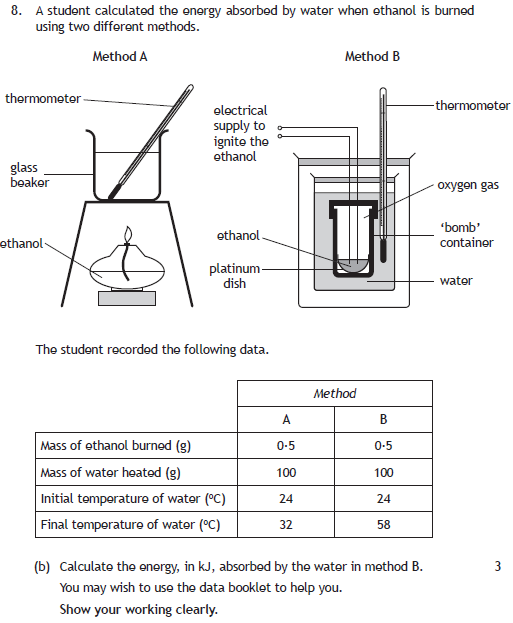 8. A student calculated the energy absorbed by water when ethanol is burned
using two different methods.
Method A
Method B
thermometer
glass
beaker
ethanol
electrical
supply to
ignite the
ethanol
ethanol
platinum
dish
thermometer
oxygen gas
‘bomb’
container
water
The student recorded the following data.
Method
A B
Mass of ethanol burned (g) 0·5 0·5
Mass of water heated (g) 100 100
Initial temperature of water (ºC) 24 24
Final temperature of water (ºC) 32 58
(b) Calculate the energy, in kJ, absorbed by the water in method B. 3
You may wish to use the data booklet to help you.
Show your working clearly.